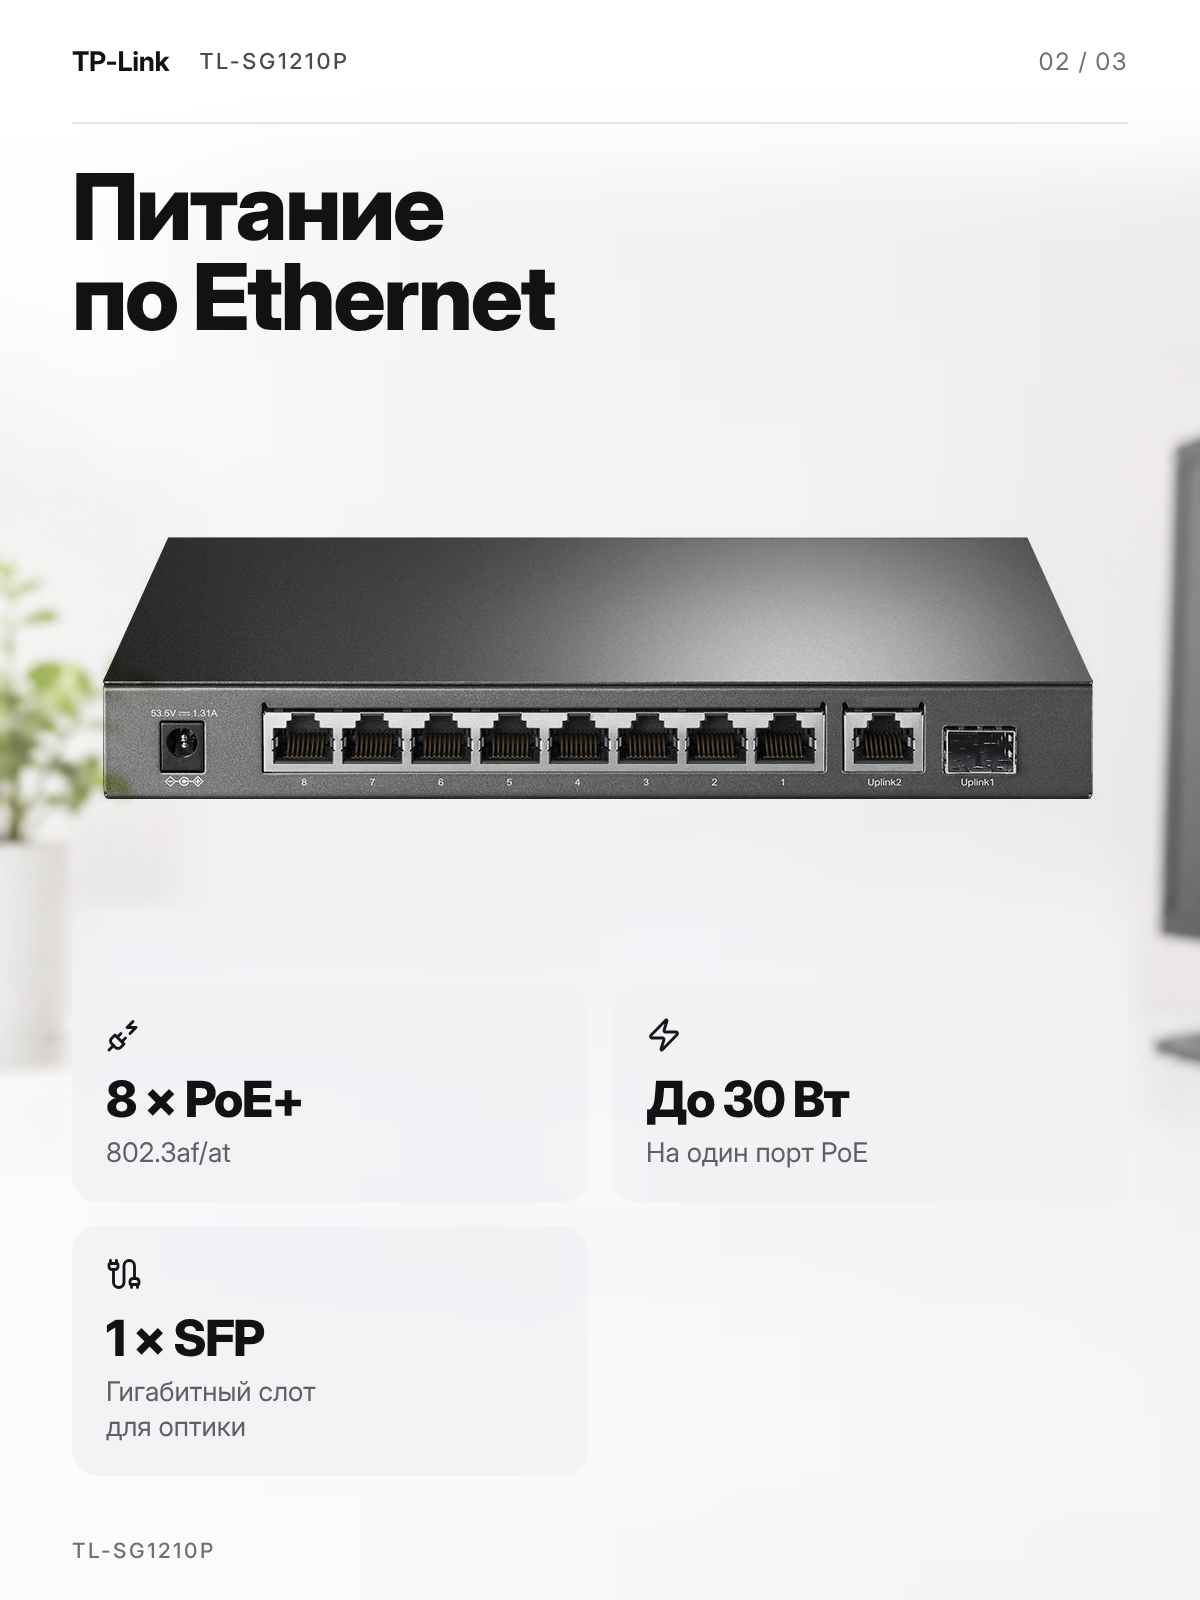 TP-Link TL-SG1210P 02 / 03
Питание
по Ethernet
53.5V ⎓ 1.31A
8 7 6 5 4 3 2 1 Uplink2 Uplink1
8 × PoE+
802.3af/at
До 30 Вт
На один порт PoE
1 × SFP
Гигабитный слот
для оптики
TL-SG1210P